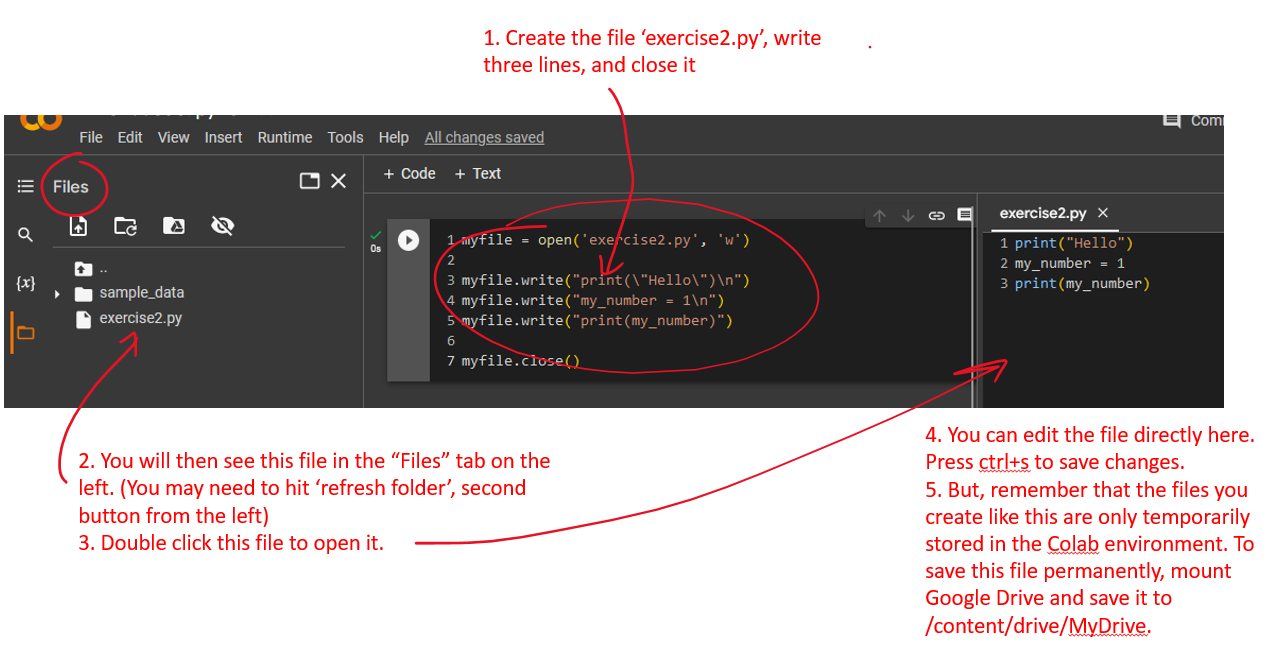 1. Create the file ‘exercise2.py’, write
three lines, and close it
.
File Edit View Insert Runtime Tools Help All changes saved
Files
+ Code + Text
{x}
..
sample_data
exercise2.py
0s
1 myfile = open('exercise2.py', 'w')
2
3 myfile.write("print(\"Hello\")\n")
4 myfile.write("my_number = 1\n")
5 myfile.write("print(my_number)")
6
7 myfile.close()
exercise2.py
1 print("Hello")
2 my_number = 1
3 print(my_number)
2. You will then see this file in the “Files” tab on the
left. (You may need to hit ‘refresh folder’, second
button from the left)
3. Double click this file to open it.
4. You can edit the file directly here.
Press ctrl+s to save changes.
5. But, remember that the files you
create like this are only temporarily
stored in the Colab environment. To
save this file permanently, mount
Google Drive and save it to
/content/drive/MyDrive.